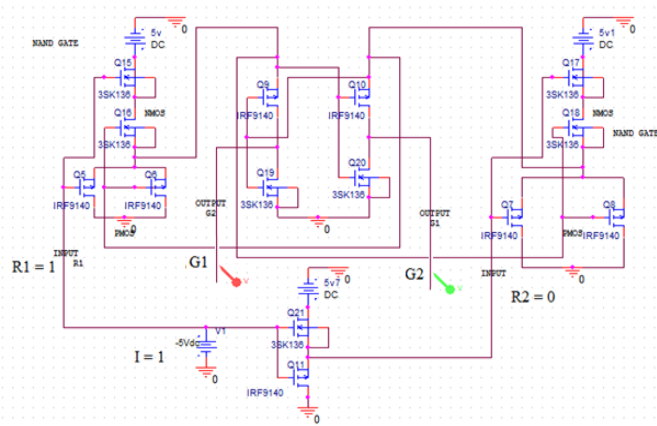 5v
DC
0
NAND GATE
Q15
3SK136
Q16
NMOS
3SK136
Q5
Q6
IRF9140
IRF9140
0
PMOS
INPUT
R1
R1 = 1
Q9
Q10
IRF9140
IRF9140
Q19
Q20
3SK136
3SK136
0
OUTPUT
G2
OUTPUT
G1
G1
V
G2
V
5v1
DC
0
Q17
3SK136
Q18
NMOS
NAND GATE
3SK136
Q7
Q8
IRF9140
PMOS
IRF9140
0
INPUT
R2 = 0
5v7
DC
0
Q21
3SK136
V1
-5Vdc
0
I = 1
Q11
IRF9140
0